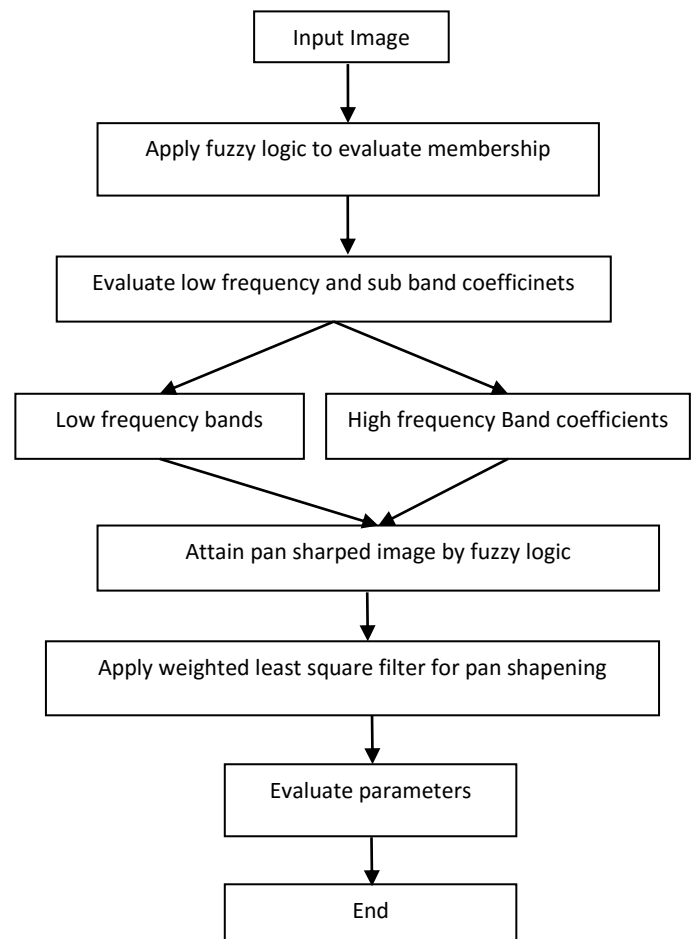 Input Image
Apply fuzzy logic to evaluate membership
Evaluate low frequency and sub band coefficinets
Low frequency bands
High frequency Band coefficients
Attain pan sharped image by fuzzy logic
Apply weighted least square filter for pan shapening
Evaluate parameters
End